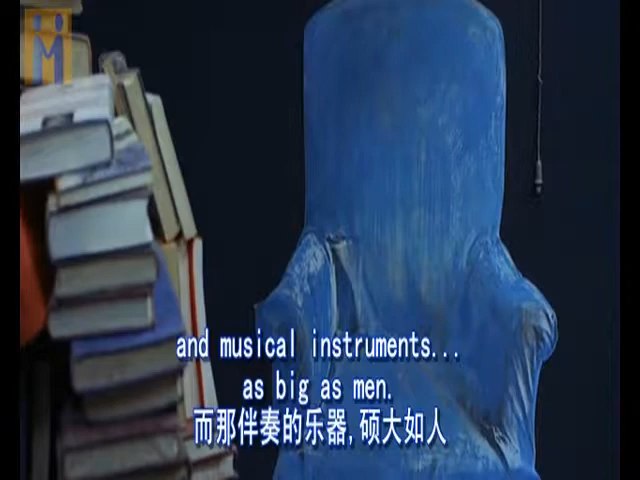 and musical instruments...
as big as men.
而那伴奏的乐器,硕大如人